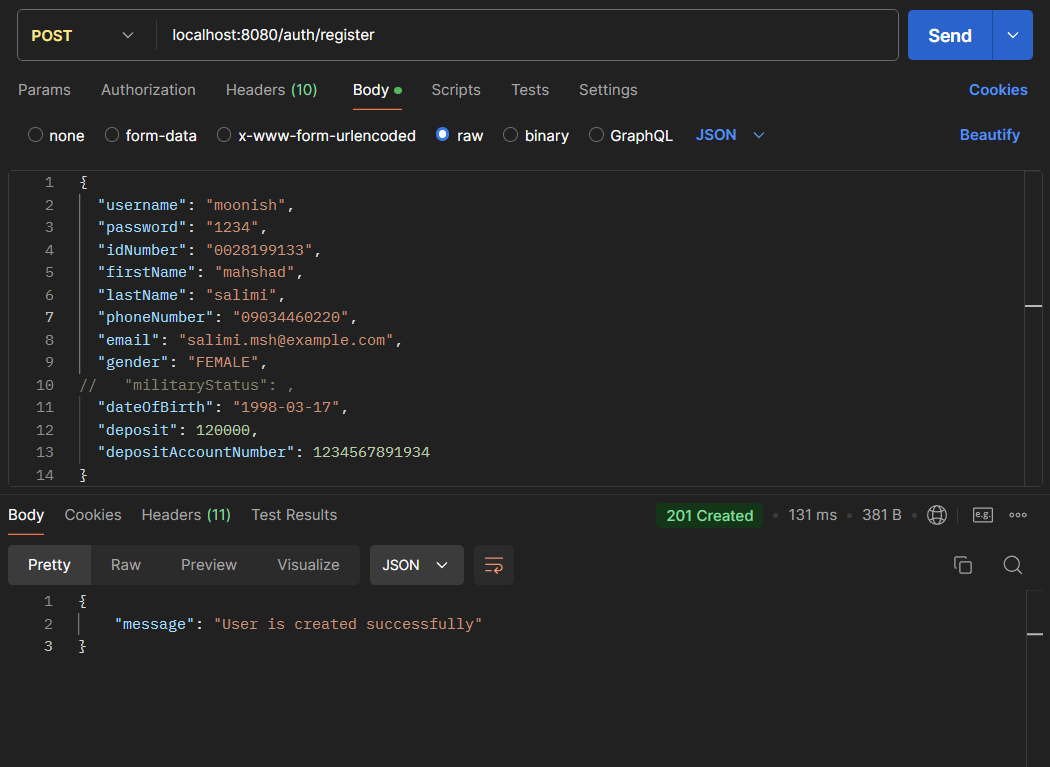 POST localhost:8080/auth/register Send
Params Authorization Headers (10) Body Scripts Tests Settings Cookies
none form-data x-www-form-urlencoded raw binary GraphQL JSON Beautify
1 {
2 "username": "moonish",
3 "password": "1234",
4 "idNumber": "0028199133",
5 "firstName": "mahshad",
6 "lastName": "salimi",
7 "phoneNumber": "09034460220",
8 "email": "salimi.msh@example.com",
9 "gender": "FEMALE",
10 // "militaryStatus": ,
11 "dateOfBirth": "1998-03-17",
12 "deposit": 120000,
13 "depositAccountNumber": 1234567891934
14 }
Body Cookies Headers (11) Test Results 201 Created 131 ms 381 B e.g.
Pretty Raw Preview Visualize JSON
1 {
2 "message": "User is created successfully"
3 }